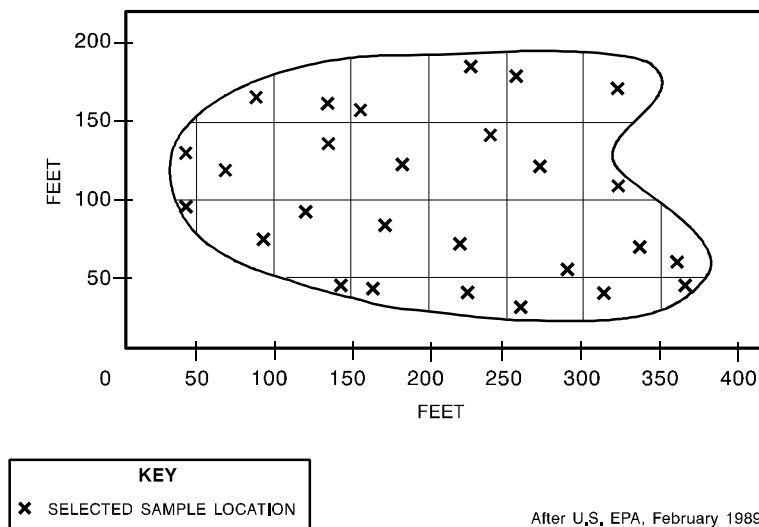 200
150
FEET
100
50
0 50 100 150 200 250 300 350 400
FEET
KEY
SELECTED SAMPLE LOCATION
After U.S. EPA, February 1989